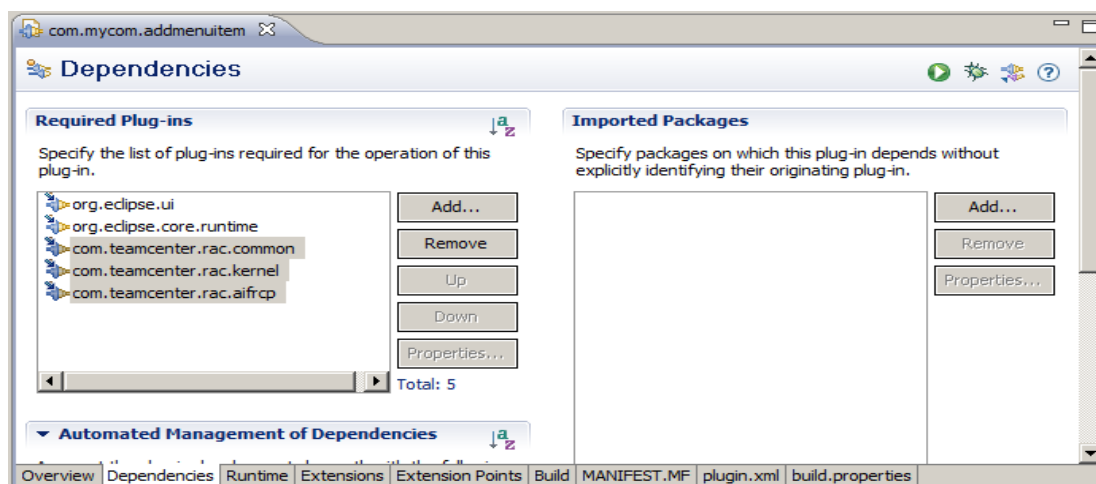 com.mycom.addmenuitem
Dependencies
Required Plug-ins
Specify the list of plug-ins required for the operation of this
plug-in.
org.eclipse.ui
org.eclipse.core.runtime
com.teamcenter.rac.common
com.teamcenter.rac.kernel
com.teamcenter.rac.aifrcp
Add...
Remove
Up
Down
Properties...
Total: 5
Automated Management of Dependencies
Imported Packages
Specify packages on which this plug-in depends without
explicitly identifying their originating plug-in.
Add...
Remove
Properties...
Overview Dependencies Runtime Extensions Extension Points Build MANIFEST.MF plugin.xml build.properties